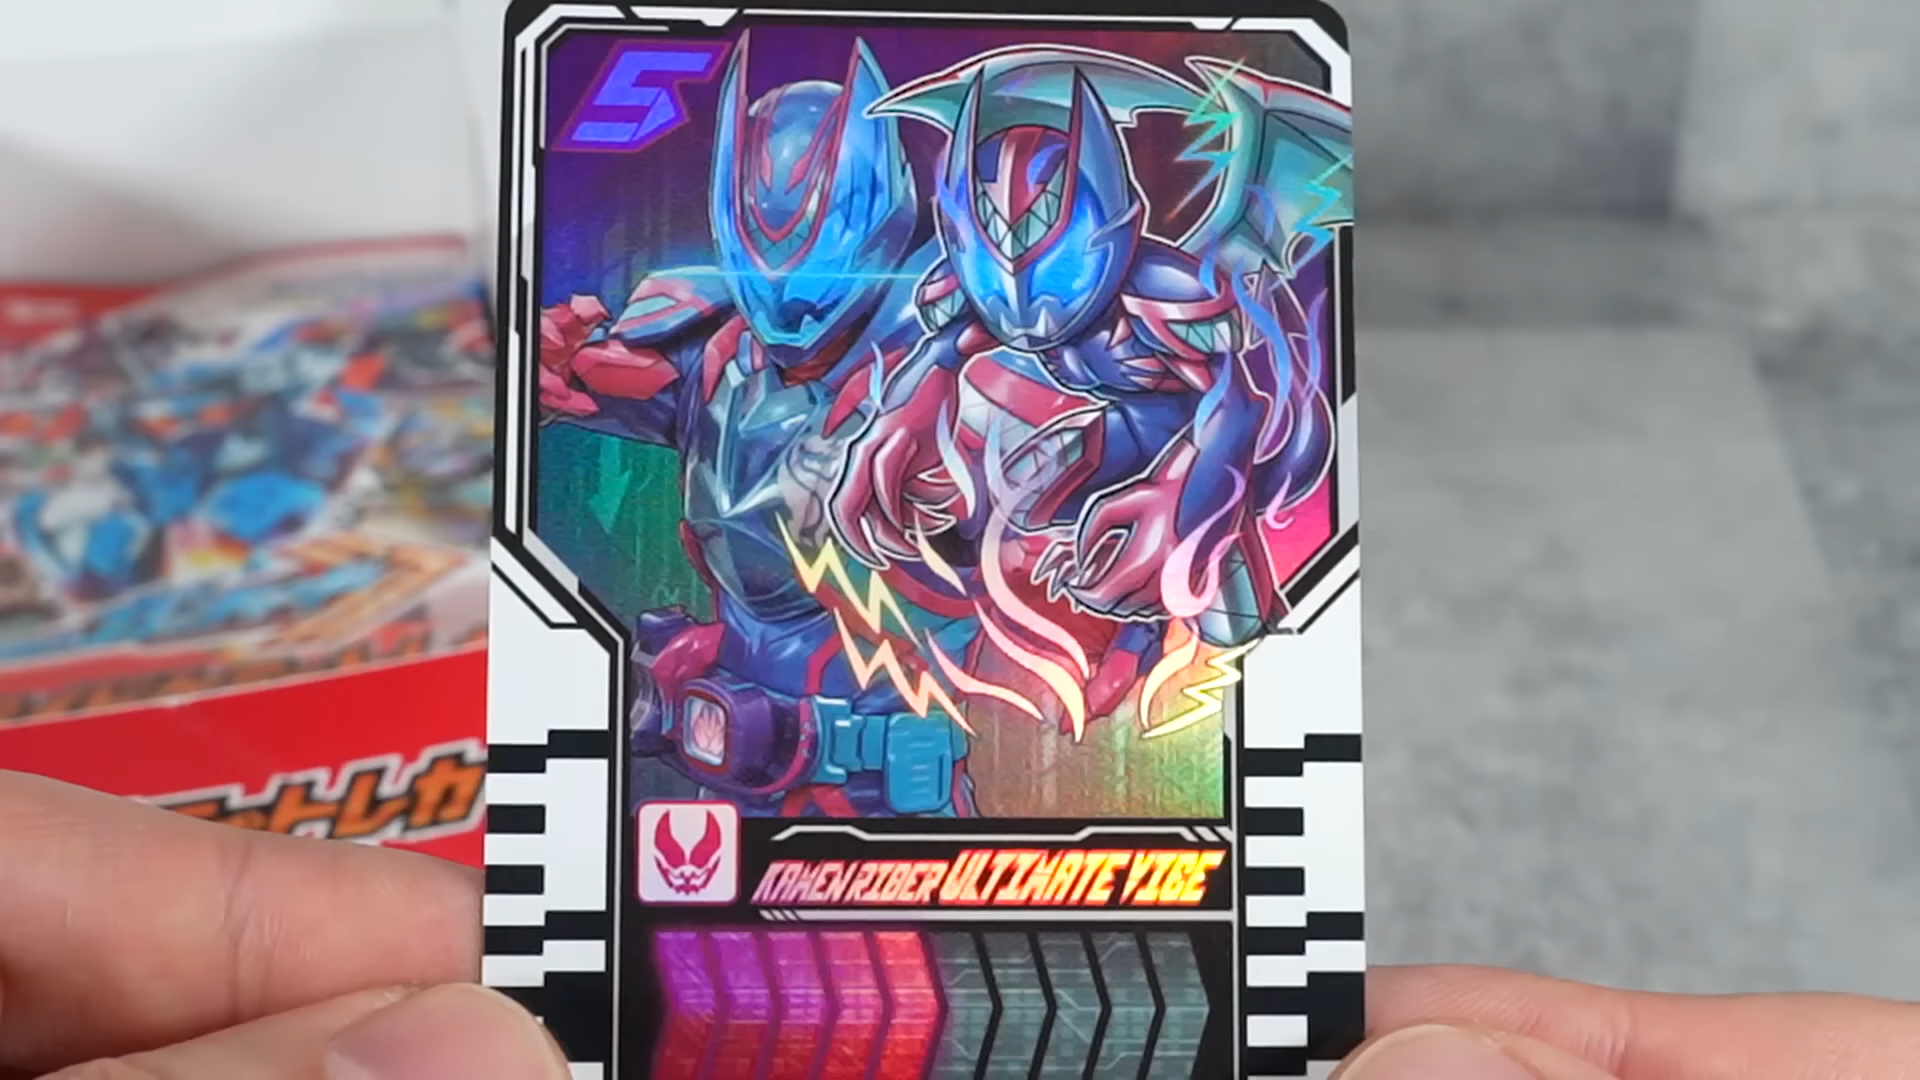 5
KAMEN RIDER ULTIMATE VICE
トレカ